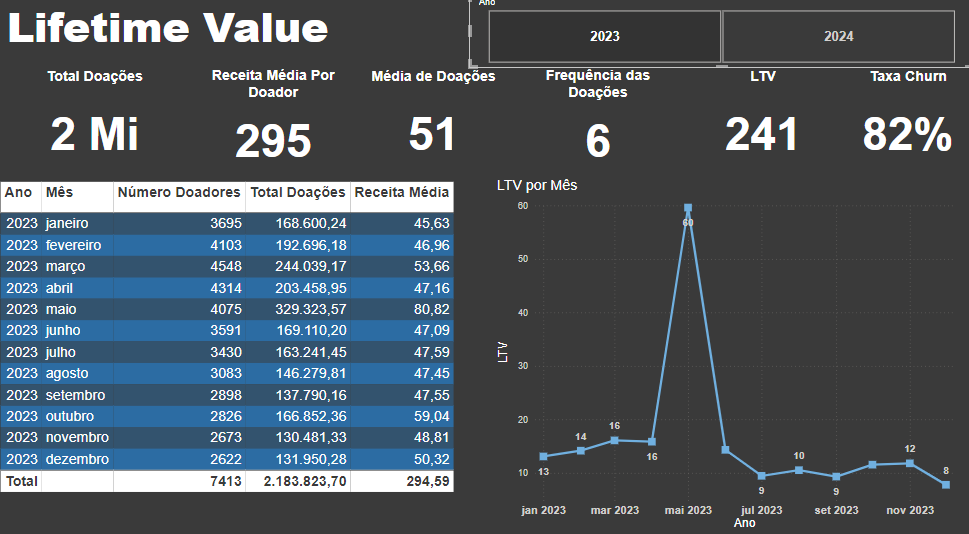 Ano
Lifetime Value
2023
2024
Total Doações
2 Mi
Receita Média Por
Doador
295
Média de Doações
51
Frequência das
Doações
6
LTV
241
Taxa Churn
82%
Ano Mês Número Doadores Total Doações Receita Média
2023 janeiro 3695 168.600,24 45,63
2023 fevereiro 4103 192.696,18 46,96
2023 março 4548 244.039,17 53,66
2023 abril 4314 203.458,95 47,16
2023 maio 4075 329.323,57 80,82
2023 junho 3591 169.110,20 47,09
2023 julho 3430 163.241,45 47,59
2023 agosto 3083 146.279,81 47,45
2023 setembro 2898 137.790,16 47,55
2023 outubro 2826 166.852,36 59,04
2023 novembro 2673 130.481,33 48,81
2023 dezembro 2622 131.950,28 50,32
Total 7413 2.183.823,70 294,59
LTV por Mês
60
50
40
30
20
10
LTV
13
14
16
16
60
9
10
9
12
8
jan 2023 mar 2023 mai 2023 jul 2023 set 2023 nov 2023
Ano